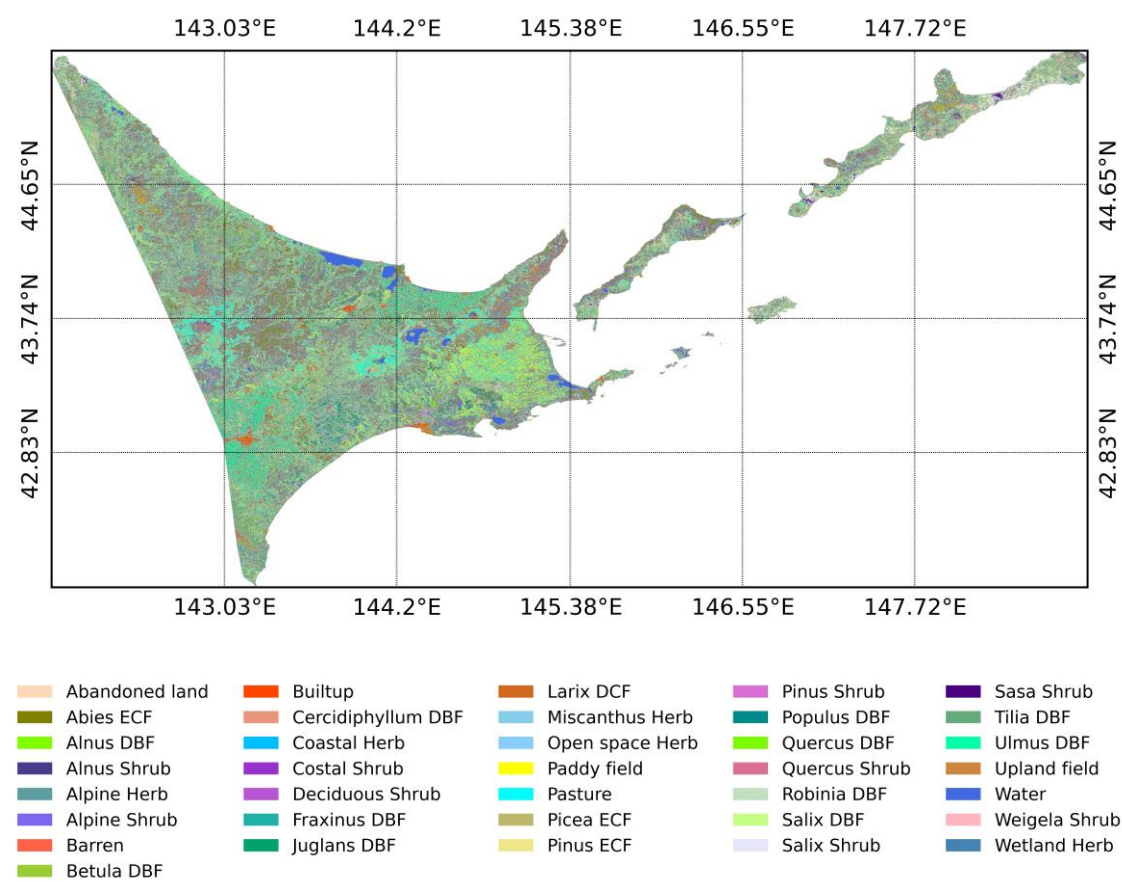 143.03°E 144.2°E 145.38°E 146.55°E 147.72°E
44.65°N 44.65°N
43.74°N 43.74°N
42.83°N 42.83°N
143.03°E 144.2°E 145.38°E 146.55°E 147.72°E
Abandoned land Builtup Larix DCF Pinus Shrub Sasa Shrub
Abies ECF Cercidiphyllum DBF Miscanthus Herb Populus DBF Tilia DBF
Alnus DBF Coastal Herb Open space Herb Quercus DBF Ulmus DBF
Alnus Shrub Costal Shrub Paddy field Quercus Shrub Upland field
Alpine Herb Deciduous Shrub Pasture Robinia DBF Water
Alpine Shrub Fraxinus DBF Picea ECF Salix DBF Weigela Shrub
Barren Juglans DBF Pinus ECF Salix Shrub Wetland Herb
Betula DBF